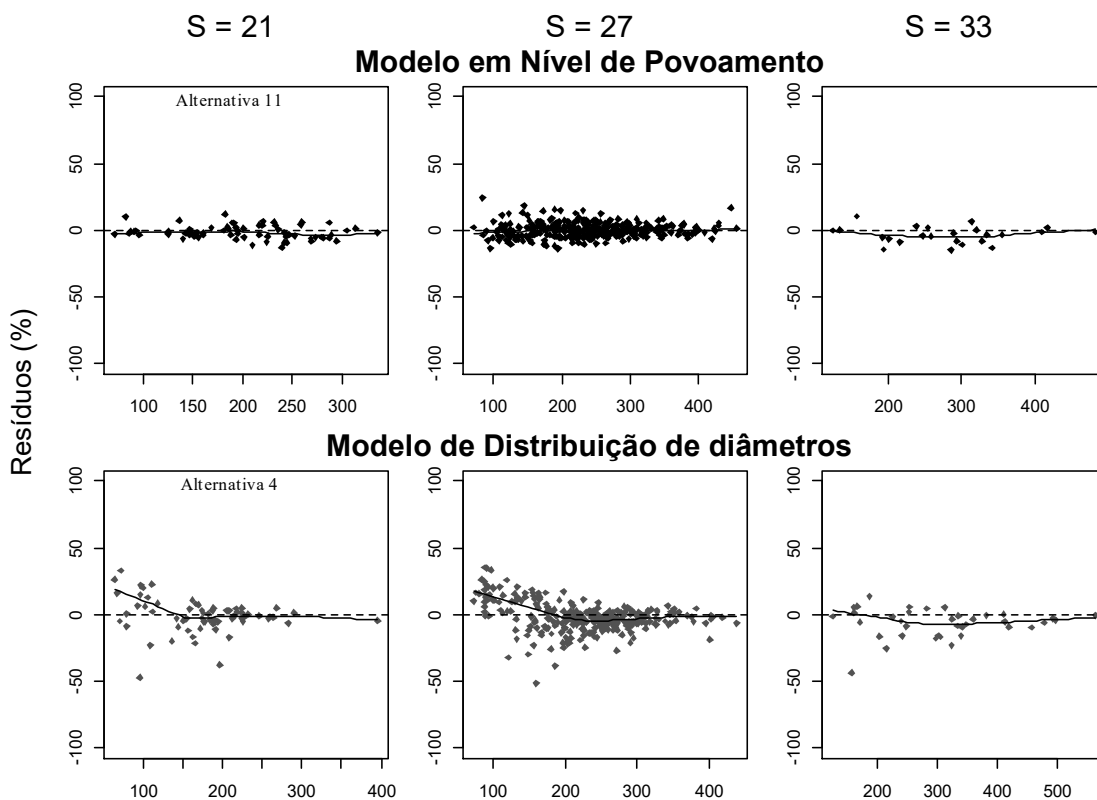 S = 21 S = 27 S = 33
Modelo em Nível de Povoamento
Alternativa 11
100 100 100
50 50 50
0 0 0
-50 -50 -50
-100 -100 -100
100 150 200 250 300 100 200 300 400 200 300 400
Resíduos (%)
Modelo de Distribuição de diâmetros
Alternativa 4
100 100 100
50 50 50
0 0 0
-50 -50 -50
-100 -100 -100
100 200 300 400 100 200 300 400 200 300 400 500